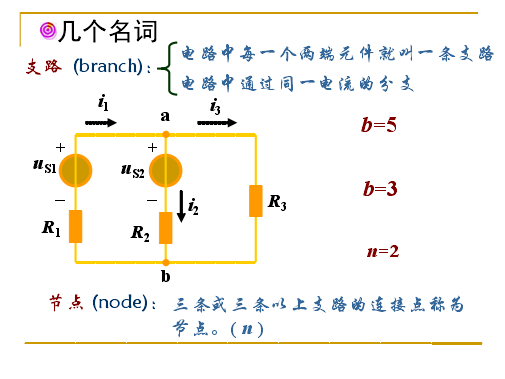 几个名词
支路 (branch)：
电路中每一个两端元件就叫一条支路
电路中通过同一电流的分支
i1
a
i3
b=5
+
+
uS1
uS2
b=3
−
−
i2
R3
R1
R2
n=2
b
节点 (node)：三条或三条以上支路的连接点称为
节点。( n )